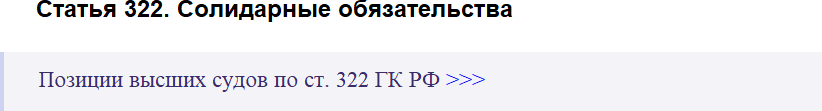 Статья 322. Солидарные обязательства
Позиции высших судов по ст. 322 ГК РФ >>>